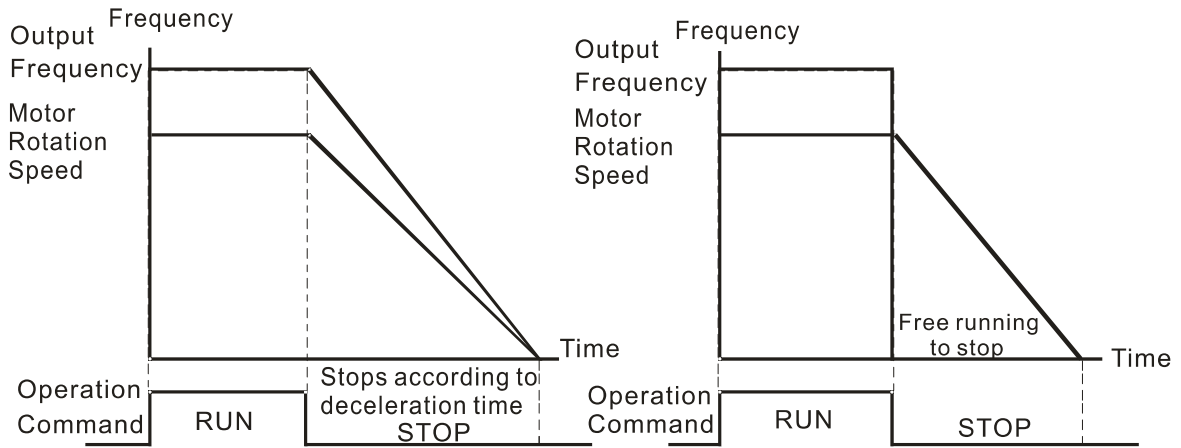 Frequency
Output
Frequency
Motor
Rotation
Speed
Time
Stops according to
deceleration time
Operation
Command
RUN
STOP
Frequency
Output
Frequency
Motor
Rotation
Speed
Free running
to stop
Time
Operation
Command
RUN
STOP